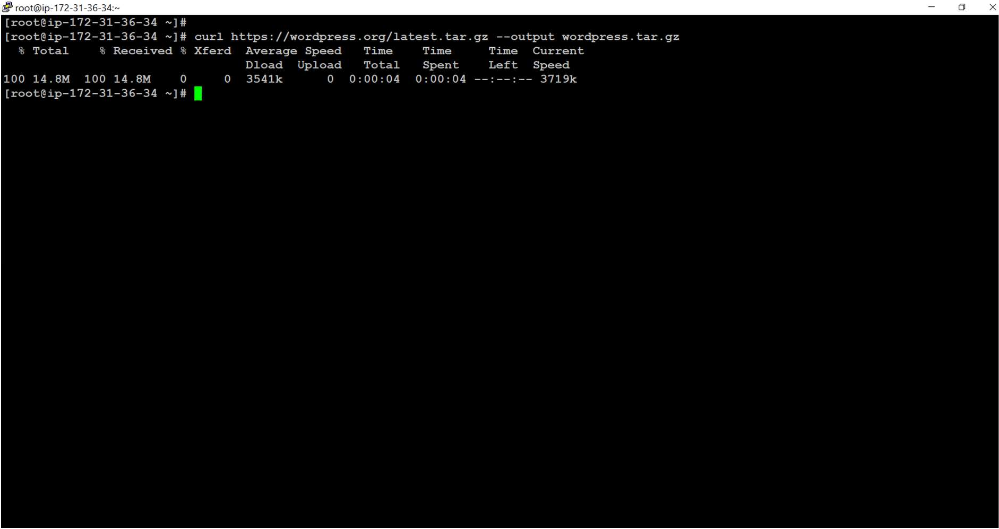 root@ip-172-31-36-34:~
[root@ip-172-31-36-34 ~]#
[root@ip-172-31-36-34 ~]# curl https://wordpress.org/latest.tar.gz --output wordpress.tar.gz
  % Total    % Received % Xferd  Average Speed   Time    Time     Time  Current
                                 Dload  Upload   Total   Spent    Left  Speed
100 14.8M  100 14.8M    0     0  3541k      0  0:00:04  0:00:04 --:--:-- 3719k
[root@ip-172-31-36-34 ~]#